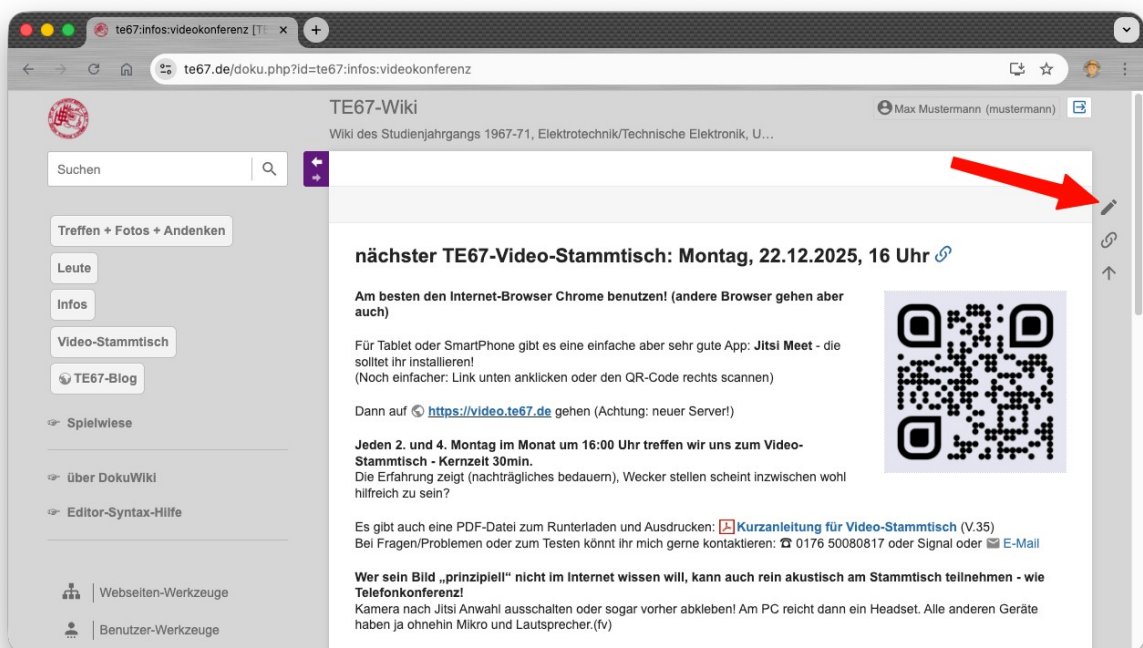 te67:infos:videokonferenz [TE
te67.de/doku.php?id=te67:infos:videokonferenz
TE67-Wiki
Max Mustermann (mustermann)
Wiki des Studienjahrgangs 1967-71, Elektrotechnik/Technische Elektronik, U...
Suchen
Treffen + Fotos + Andenken
Leute
Infos
Video-Stammtisch
TE67-Blog
Spielwiese
über DokuWiki
Editor-Syntax-Hilfe
Webseiten-Werkzeuge
Benutzer-Werkzeuge
nächster TE67-Video-Stammtisch: Montag, 22.12.2025, 16 Uhr
Am besten den Internet-Browser Chrome benutzen! (andere Browser gehen aber
auch)
Für Tablet oder SmartPhone gibt es eine einfache aber sehr gute App: Jitsi Meet - die
solltet ihr installieren!
(Noch einfacher: Link unten anklicken oder den QR-Code rechts scannen)
Dann auf https://video.te67.de gehen (Achtung: neuer Server!)
Jeden 2. und 4. Montag im Monat um 16:00 Uhr treffen wir uns zum Video-
Stammtisch - Kernzeit 30min.
Die Erfahrung zeigt (nachträgliches bedauern), Wecker stellen scheint inzwischen wohl
hilfreich zu sein?
Es gibt auch eine PDF-Datei zum Runterladen und Ausdrucken: Kurzanleitung für Video-Stammtisch (V.35)
Bei Fragen/Problemen oder zum Testen könnt ihr mich gerne kontaktieren: ☎ 0176 50080817 oder Signal oder E-Mail
Wer sein Bild „prinzipiell“ nicht im Internet wissen will, kann auch rein akustisch am Stammtisch teilnehmen - wie
Telefonkonferenz!
Kamera nach Jitsi Anwahl ausschalten oder sogar vorher abkleben! Am PC reicht dann ein Headset. Alle anderen Geräte
haben ja ohnehin Mikro und Lautsprecher.(fv)